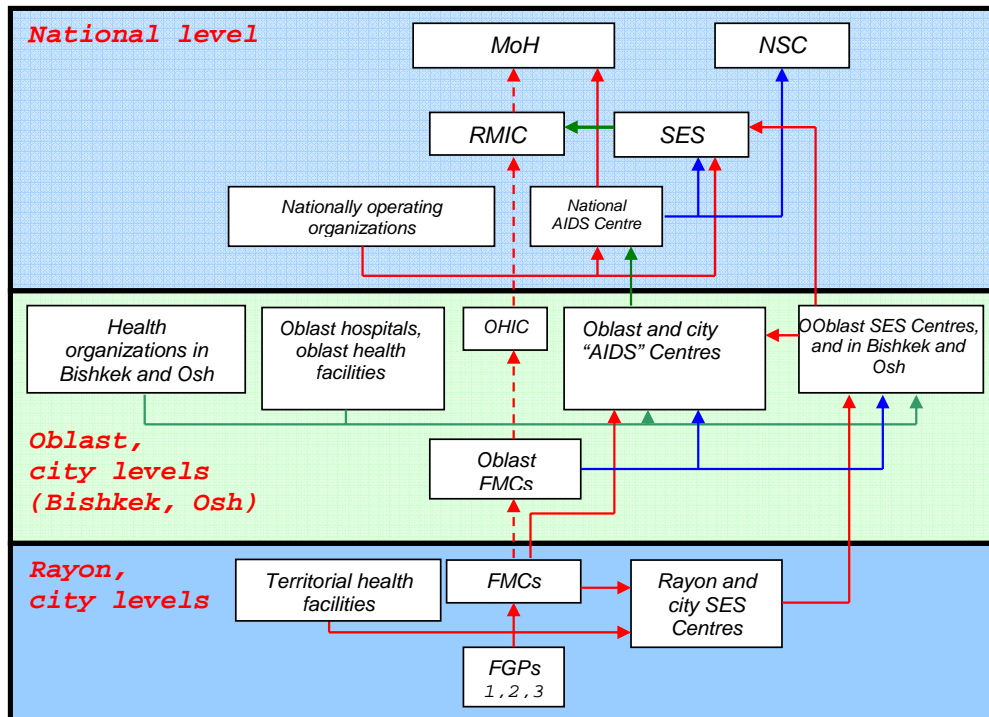 National level
MoH
NSC
RMIC
SES
Nationally operating
organizations
National
AIDS Centre
Health
organizations in
Bishkek and Osh
Oblast hospitals,
oblast health
facilities
OHIC
Oblast and city
“AIDS” Centres
OOblast SES Centres,
and in Bishkek and
Osh
Oblast,
city levels
(Bishkek, Osh)
Oblast
FMCs
Rayon,
city levels
Territorial health
facilities
FMCs
Rayon and
city SES
Centres
FGPs
1,2,3